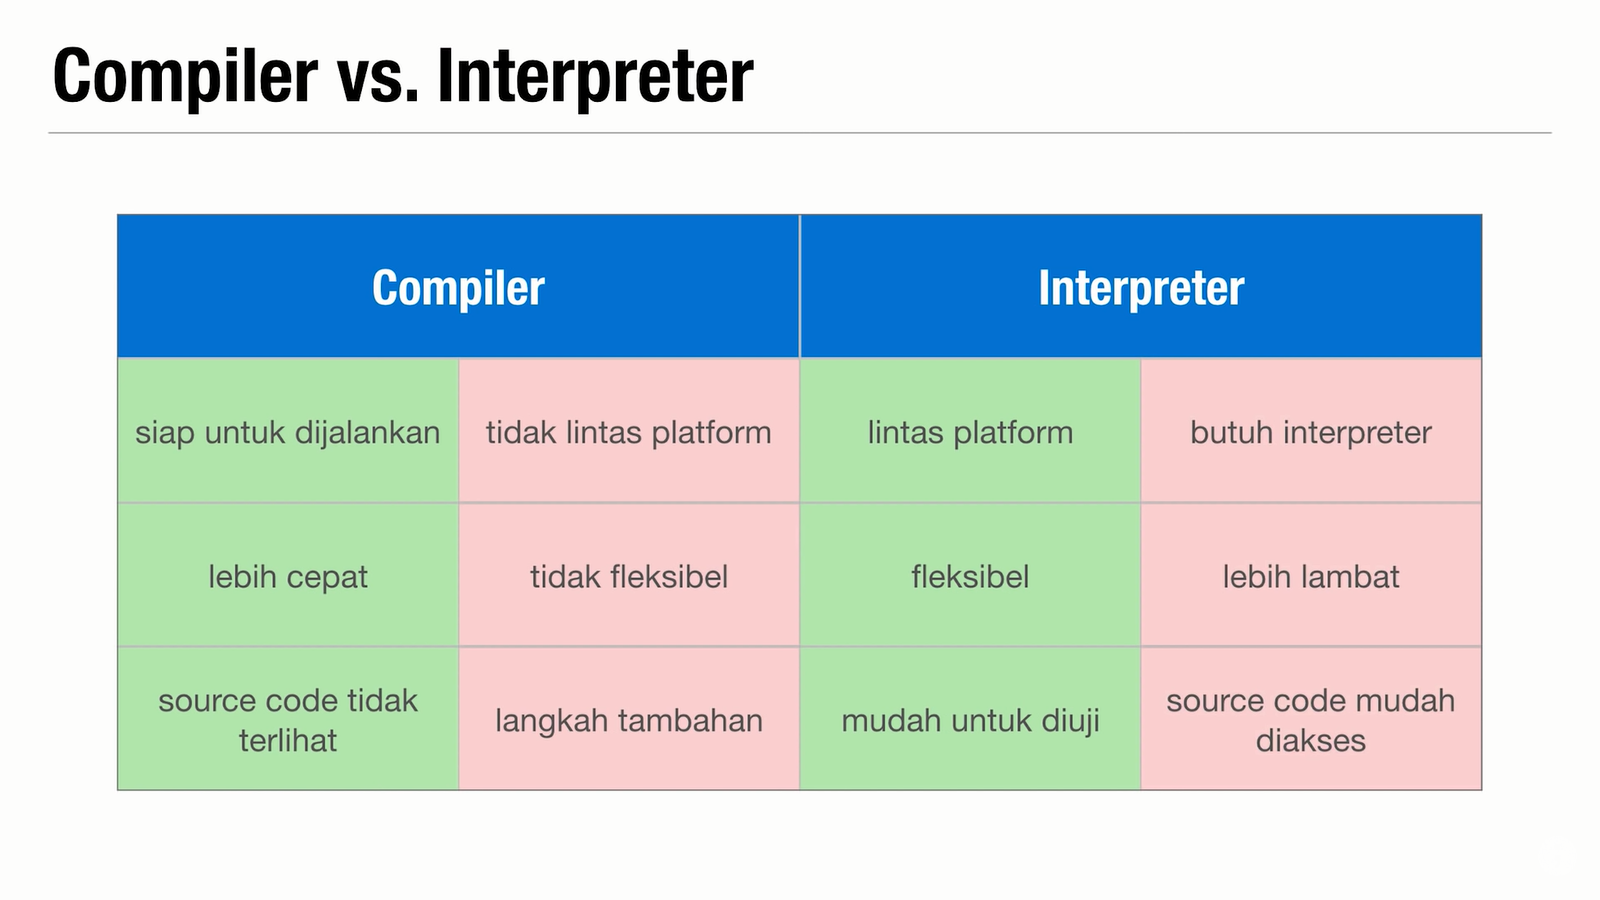 Compiler vs. Interpreter
Compiler
Interpreter
siap untuk dijalankan
tidak lintas platform
lintas platform
butuh interpreter
lebih cepat
tidak fleksibel
fleksibel
lebih lambat
source code tidak
terlihat
langkah tambahan
mudah untuk diuji
source code mudah
diakses